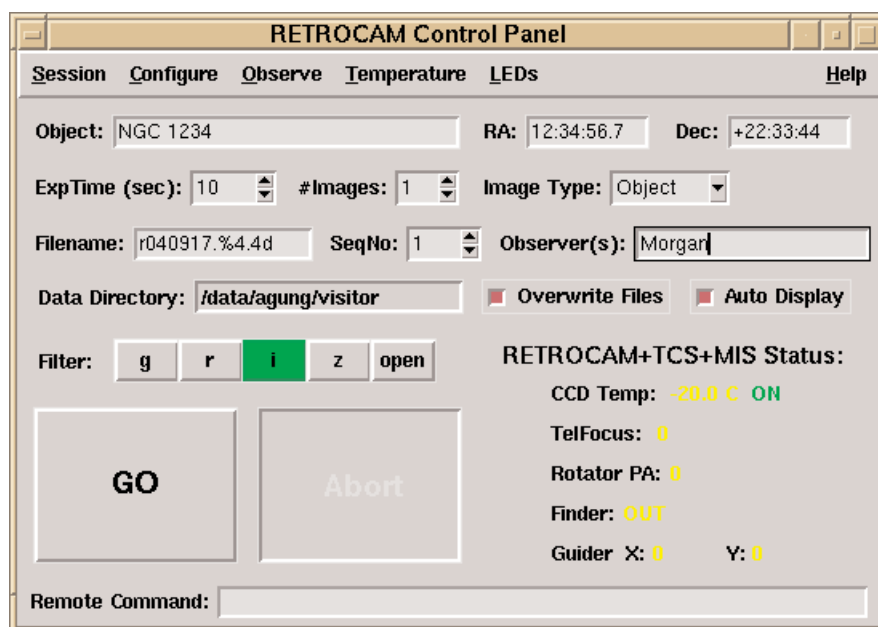 RETROCAM Control Panel
Session Configure Observe Temperature LEDs Help
Object: NGC 1234 RA: 12:34:56.7 Dec: +22:33:44
ExpTime (sec): 10 #Images: 1 Image Type: Object
Filename: r040917.%4.4d SeqNo: 1 Observer(s): Morgan
Data Directory: /data/agung/visitor Overwrite Files Auto Display
Filter: g r i z open
RETROCAM+TCS+MIS Status:
CCD Temp: -20.0 C ON
TelFocus: 0
Rotator PA: 0
Finder: OUT
Guider X: 0 Y: 0
GO Abort
Remote Command: